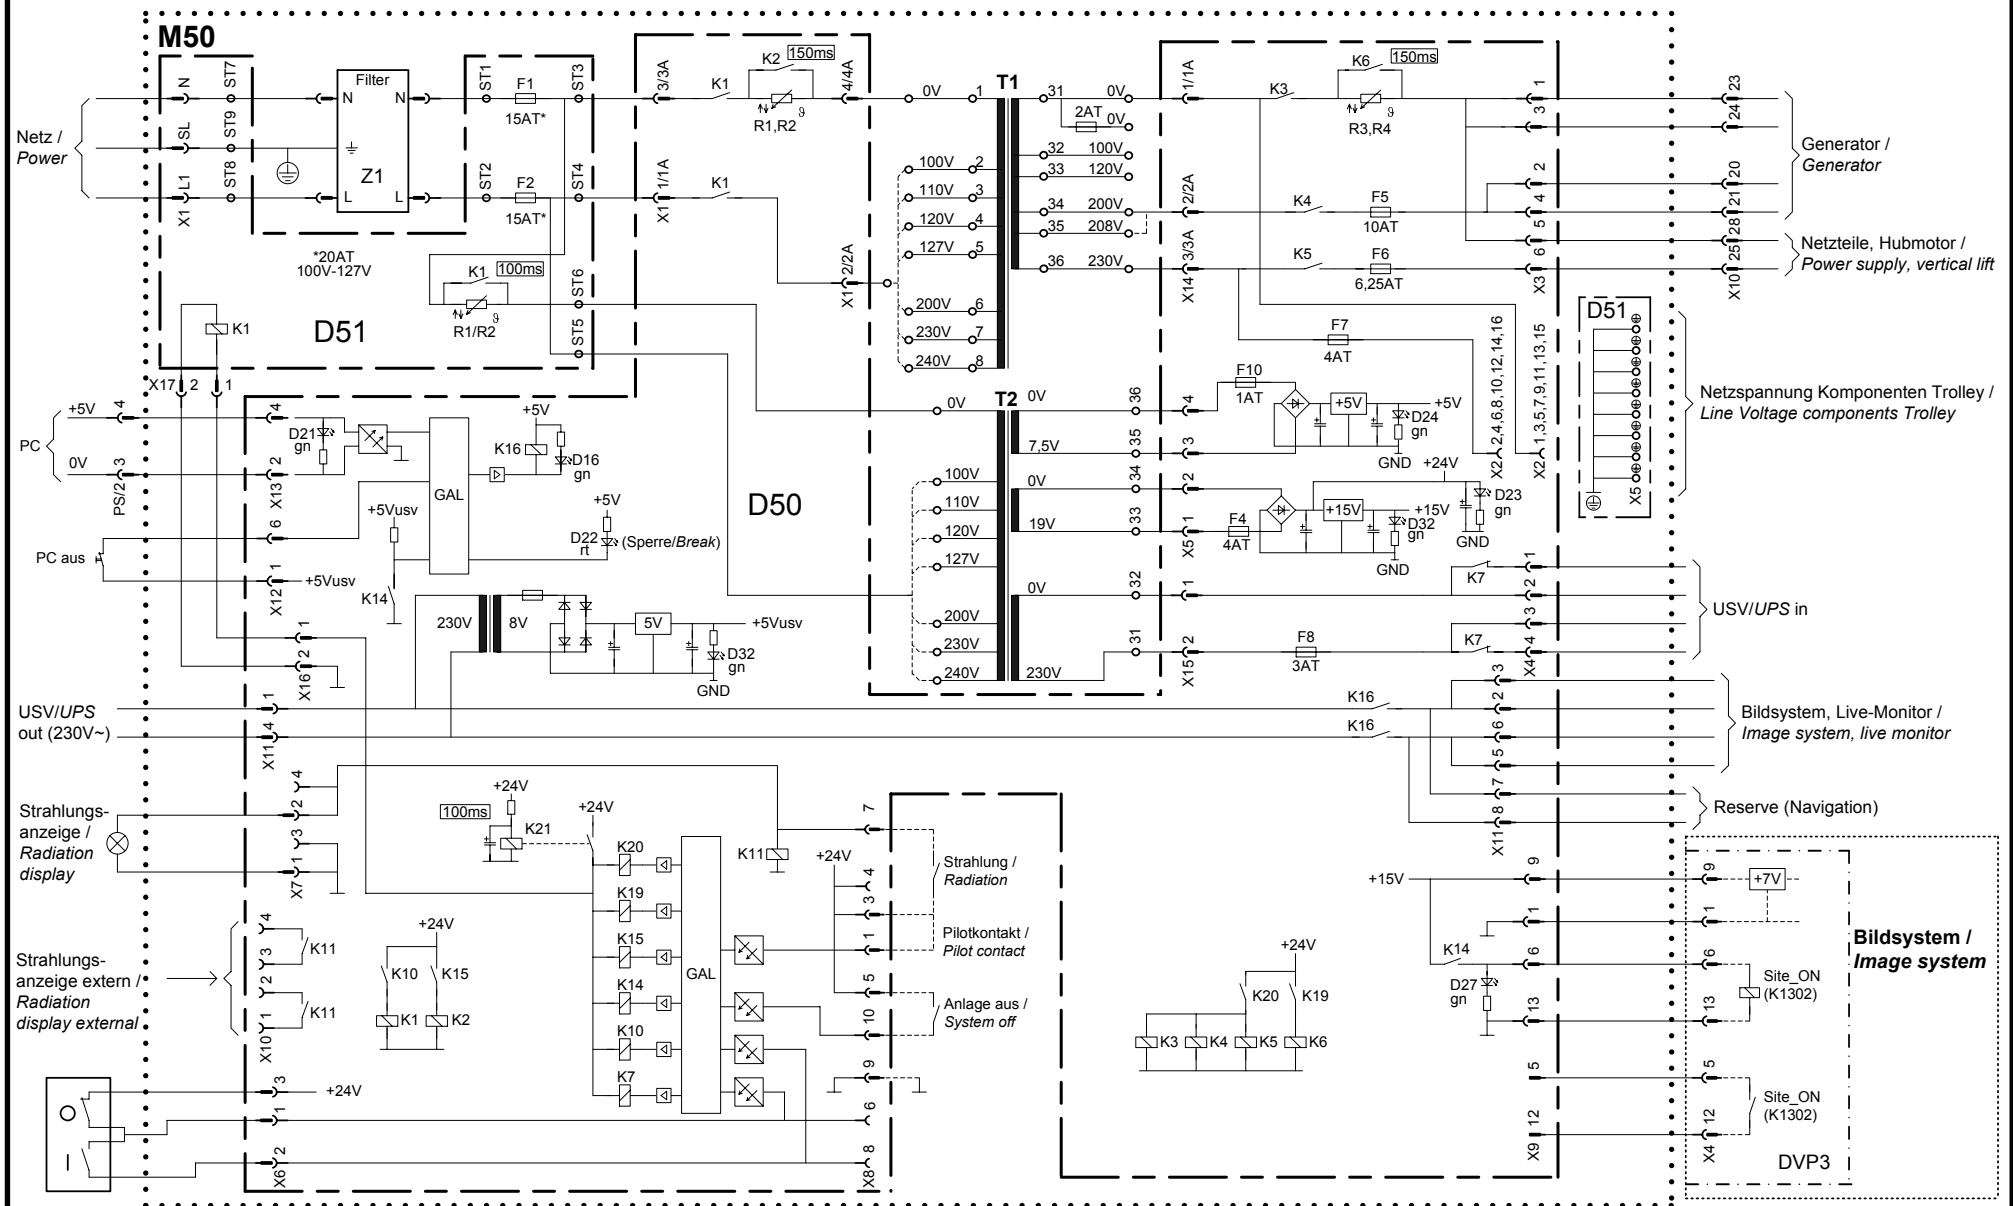 M50
N
ST7
SL
ST9
X1 L1
ST8
Netz /
Power
Filter
N N
Z1
L L
ST1
F1
15AT*
ST3
ST2
F2
15AT*
ST4
*20AT
100V-127V
K1
100ms
R1/R2
ϑ
ST6
ST5
K1
D51
X17 2 1
3/3A
K1
K2
150ms
R1,R2
ϑ
4/4A
X1 1/1A
K1
X1 2/2A
T1
0V 1
100V 2
110V 3
120V 4
127V 5
200V 6
230V 7
240V 8
31 0V
2AT
0V
32 100V
33 120V
34 200V
35 208V
36 230V
1/1A
2/2A
X14 3/3A
K3
K6
150ms
R3,R4
ϑ
K4
F5
10AT
K5
F6
6,25AT
F7
4AT
1
3
2
4
5
X3 6
23
24
20
21
28
X10 25
Generator /
Generator
Netzteile, Hubmotor /
Power supply, vertical lift
X2 2,4,6,8,10,12,14,16
X2 1,3,5,7,9,11,13,15
D51
X5
Netzspannung Komponenten Trolley /
Line Voltage components Trolley
PC
+5V
4
0V
PS/2 3
4
X13 2
D21
gn
GAL
K16
+5V
D16
gn
+5V
D22
rt
(Sperre/Break)
+5Vusv
K14
PC aus
6
X12 1
+5Vusv
D50
T2
0V
100V
110V
120V
127V
200V
230V
240V
0V
7,5V
0V
19V
0V
230V
36
35
34
33
32
31
4
3
2
X5 1
1
X15 2
F10
1AT
+5V
+5V
D24
gn
GND
+24V
F4
4AT
+15V
+15V
D32
gn
D23
gn
GND
GND
F8
3AT
K7
K7
1
2
3
X4 4
USV/UPS in
1
X16 2
230V
8V
5V
+5Vusv
D32
gn
GND
USV/UPS
out (230V~)
1
X11 4
K16
K16
3
2
6
5
7
X11 8
Bildsystem, Live-Monitor /
Image system, live monitor
Reserve (Navigation)
Strahlungs-
anzeige /
Radiation
display
4
2
3
X7 1
+24V
100ms
K21
+24V
K20
K19
K15
K14
K10
K7
GAL
K11
+24V
7
4
3
1
5
10
9
6
X8 8
Strahlung /
Radiation
Pilotkontakt /
Pilot contact
Anlage aus /
System off
Strahlungs-
anzeige extern /
Radiation
display external
4
3
2
X10 1
K11
K11
+24V
K10 K15
K1 K2
O
I
3
1
X6 2
+24V
+24V
K20 K19
K3 K4 K5 K6
+15V
K14
D27
gn
9
1
6
13
5
X9 12
9
1
6
13
5
X4 12
+7V
Site_ON
(K1302)
Site_ON
(K1302)
DVP3
Bildsystem /
Image system